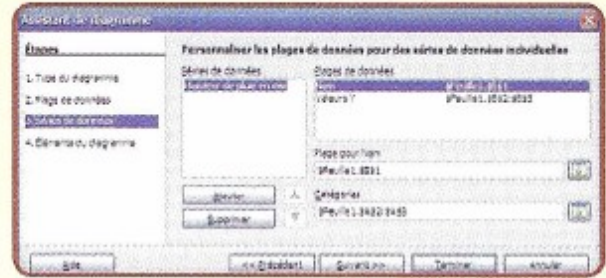 Assistant de diagramme
Étapes
1. Type du diagramme
2. Plage de données
3. Séries de données
4. Éléments du diagramme
Personnaliser les plages de données pour des séries de données individuelles
Séries de données
Plages de données
Nom
Valeurs Y
Plage pour Nom
Catégories
Ajouter
Supprimer
Aide
<< Précédent
Suivant >>
Terminer
Annuler